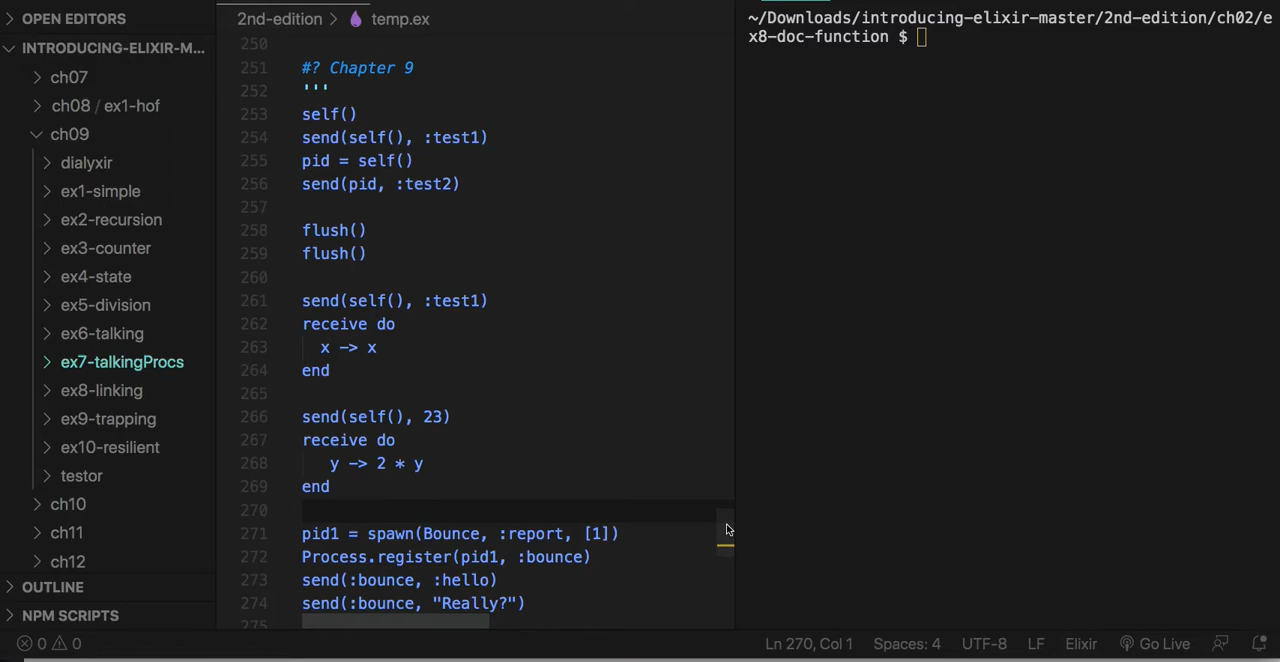 OPEN EDITORS
INTRODUCING-ELIXIR-M...
ch07
ch08 / ex1-hof
ch09
dialyxir
ex1-simple
ex2-recursion
ex3-counter
ex4-state
ex5-division
ex6-talking
ex7-talkingProcs
ex8-linking
ex9-trapping
ex10-resilient
testor
ch10
ch11
ch12
OUTLINE
NPM SCRIPTS
2nd-edition > temp.ex
250
251 #? Chapter 9
252 '''
253 self()
254 send(self(), :test1)
255 pid = self()
256 send(pid, :test2)
257
258 flush()
259 flush()
260
261 send(self(), :test1)
262 receive do
263 x -> x
264 end
265
266 send(self(), 23)
267 receive do
268 y -> 2 * y
269 end
270
271 pid1 = spawn(Bounce, :report, [1])
272 Process.register(pid1, :bounce)
273 send(:bounce, :hello)
274 send(:bounce, "Really?")
275
~/Downloads/introducing-elixir-master/2nd-edition/ch02/e
x8-doc-function $
0 0 Ln 270, Col 1 Spaces: 4 UTF-8 LF Elixir Go Live